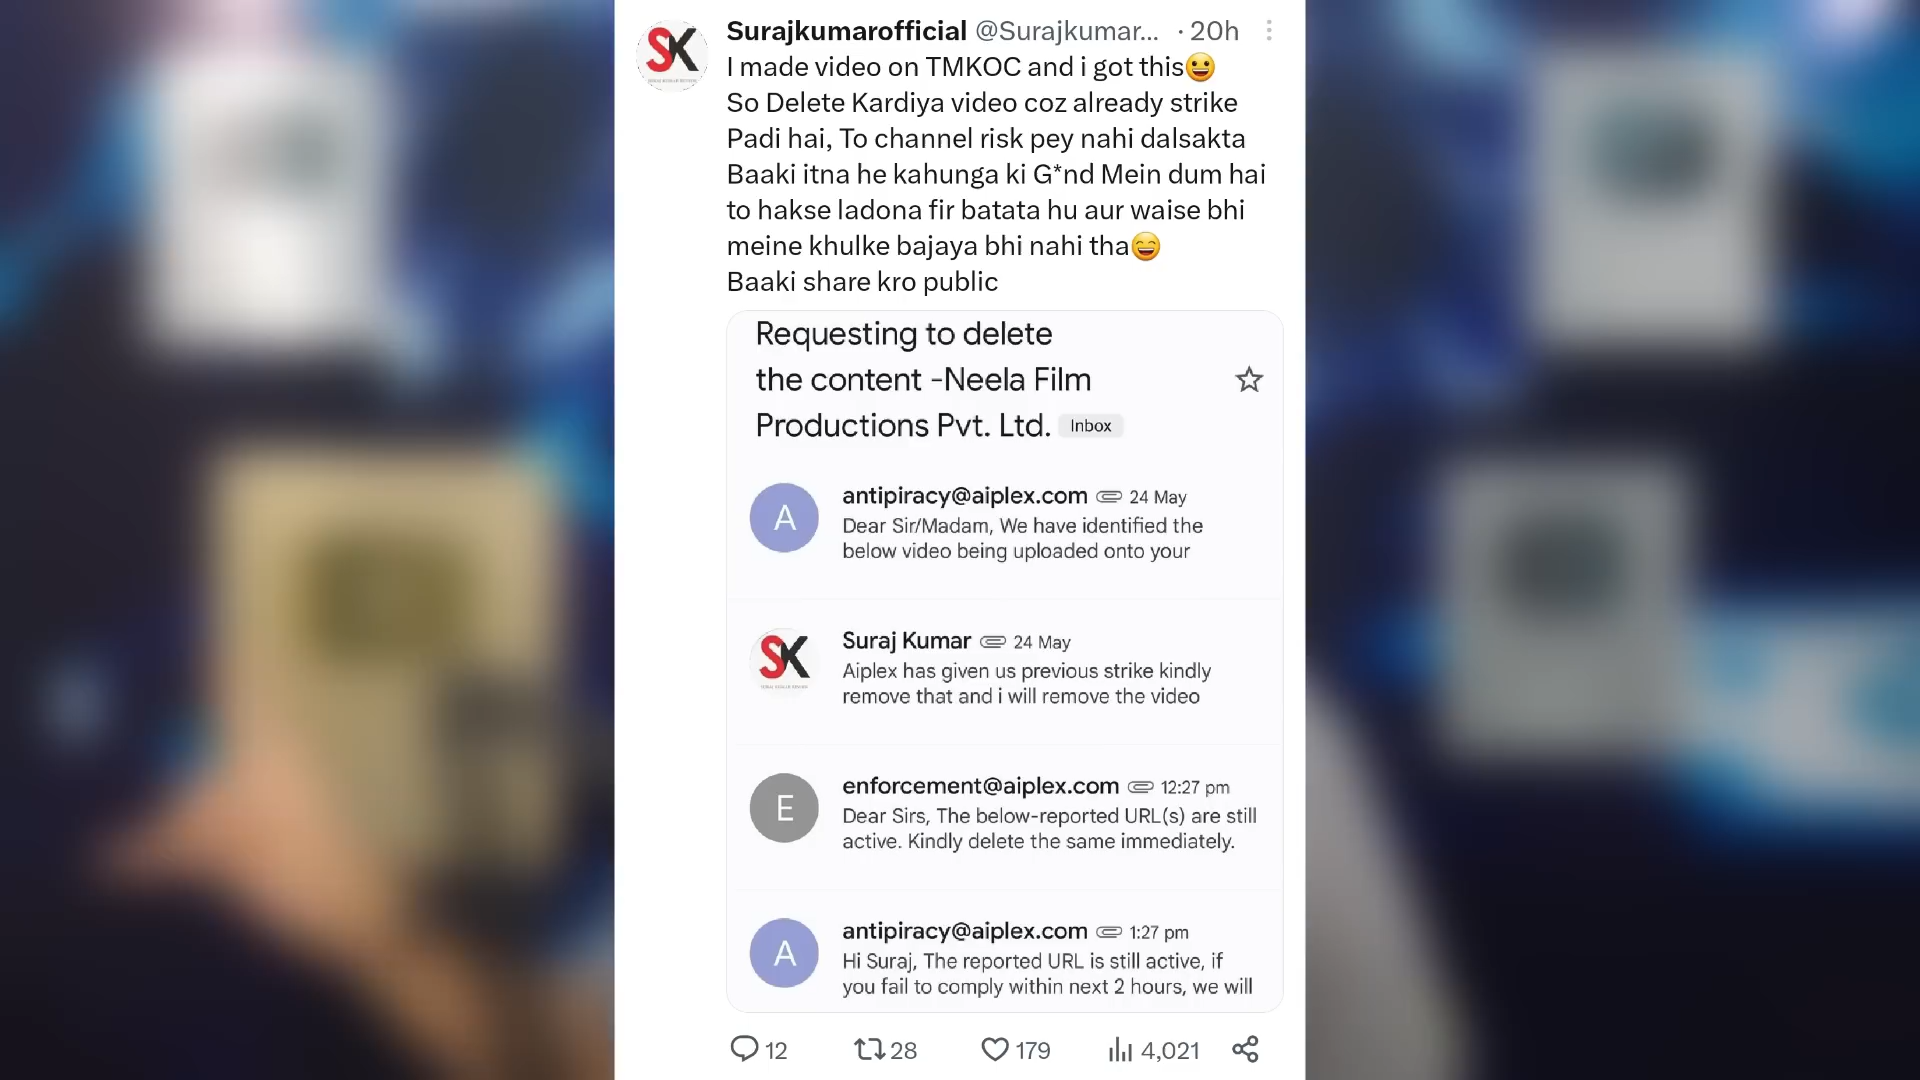 Surajkumarofficial @Surajkumar... · 20h
I made video on TMKOC and i got this😀
So Delete Kardiya video coz already strike
Padi hai, To channel risk pey nahi dalsakta
Baaki itna he kahunga ki G*nd Mein dum hai
to hakse ladona fir batata hu aur waise bhi
meine khulke bajaya bhi nahi tha😄
Baaki share kro public
Requesting to delete
the content -Neela Film
Productions Pvt. Ltd. Inbox
A
antipiracy@aiplex.com 24 May
Dear Sir/Madam, We have identified the
below video being uploaded onto your
SK
Suraj Kumar 24 May
Aiplex has given us previous strike kindly
remove that and i will remove the video
E
enforcement@aiplex.com 12:27 pm
Dear Sirs, The below-reported URL(s) are still
active. Kindly delete the same immediately.
A
antipiracy@aiplex.com 1:27 pm
Hi Suraj, The reported URL is still active, if
you fail to comply within next 2 hours, we will
12 28 179 4,021